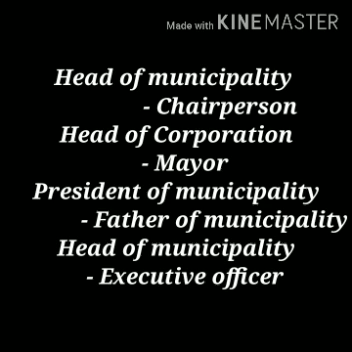 Made with KINEMASTER
Head of municipality
- Chairperson
Head of Corporation
- Mayor
President of municipality
- Father of municipality
Head of municipality
- Executive officer